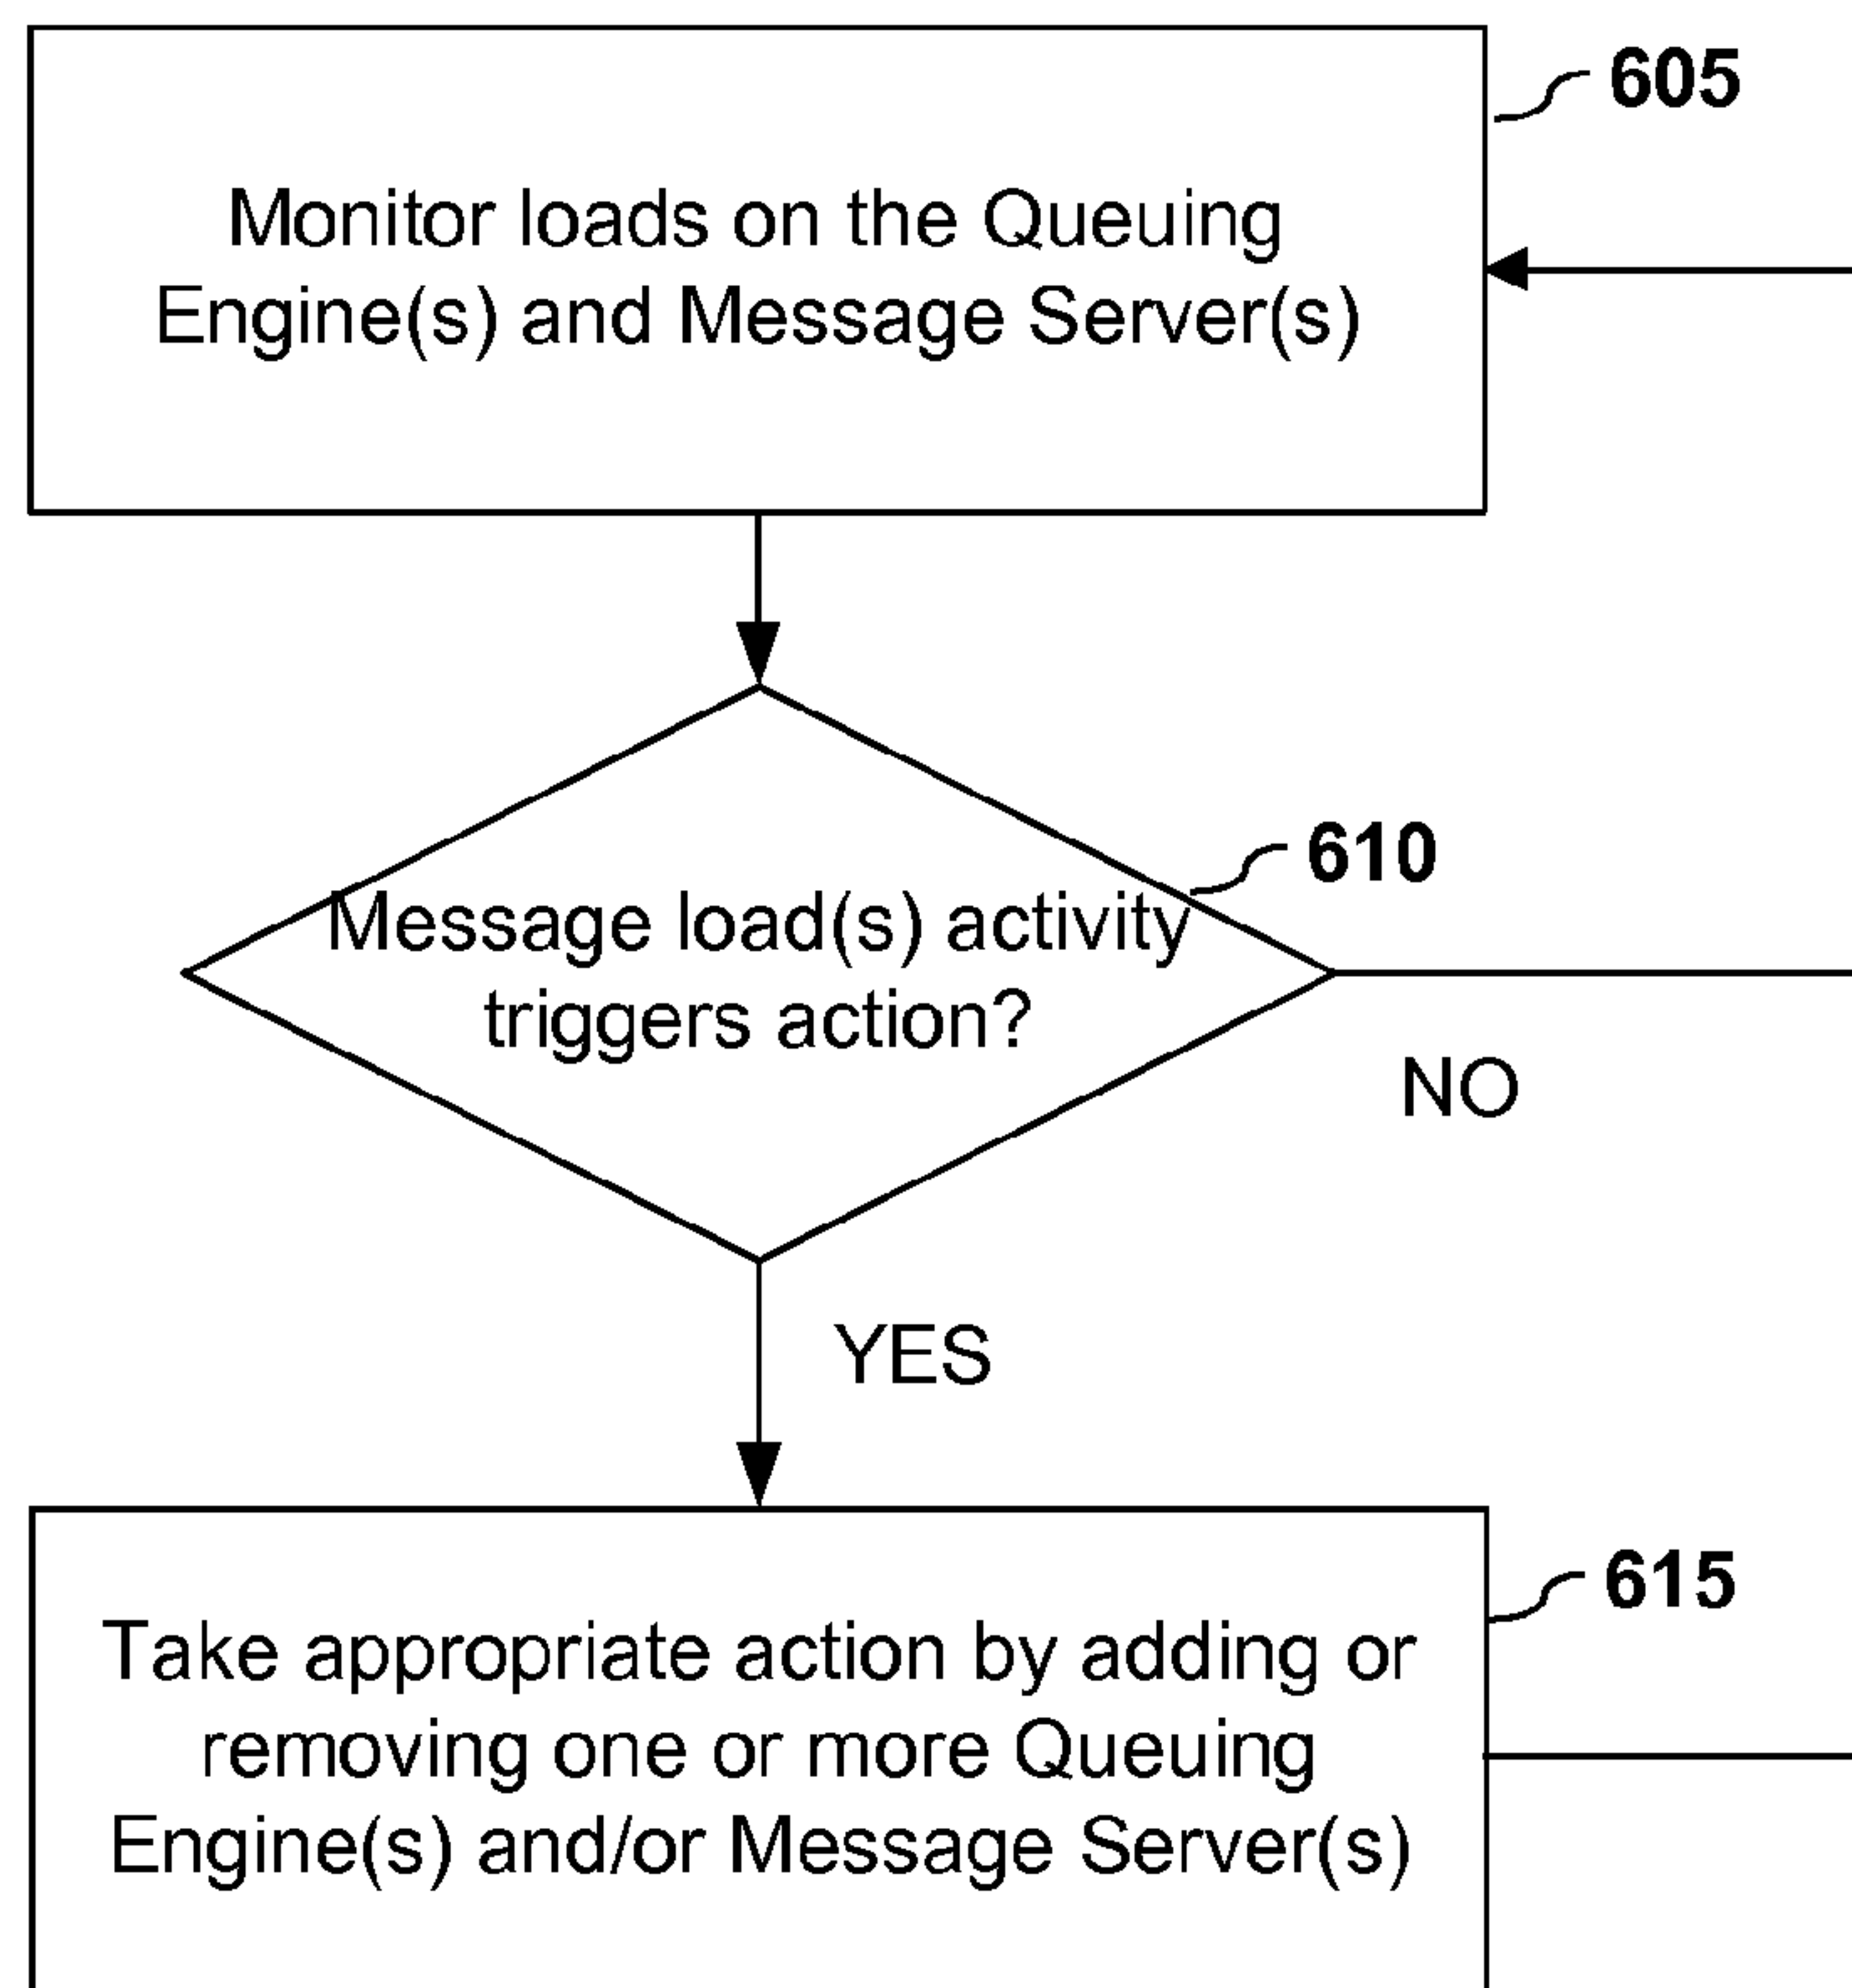 605
Monitor loads on the Queuing
Engine(s) and Message Server(s)
610
Message load(s) activity
triggers action?
NO
YES
615
Take appropriate action by adding or
removing one or more Queuing
Engine(s) and/or Message Server(s)